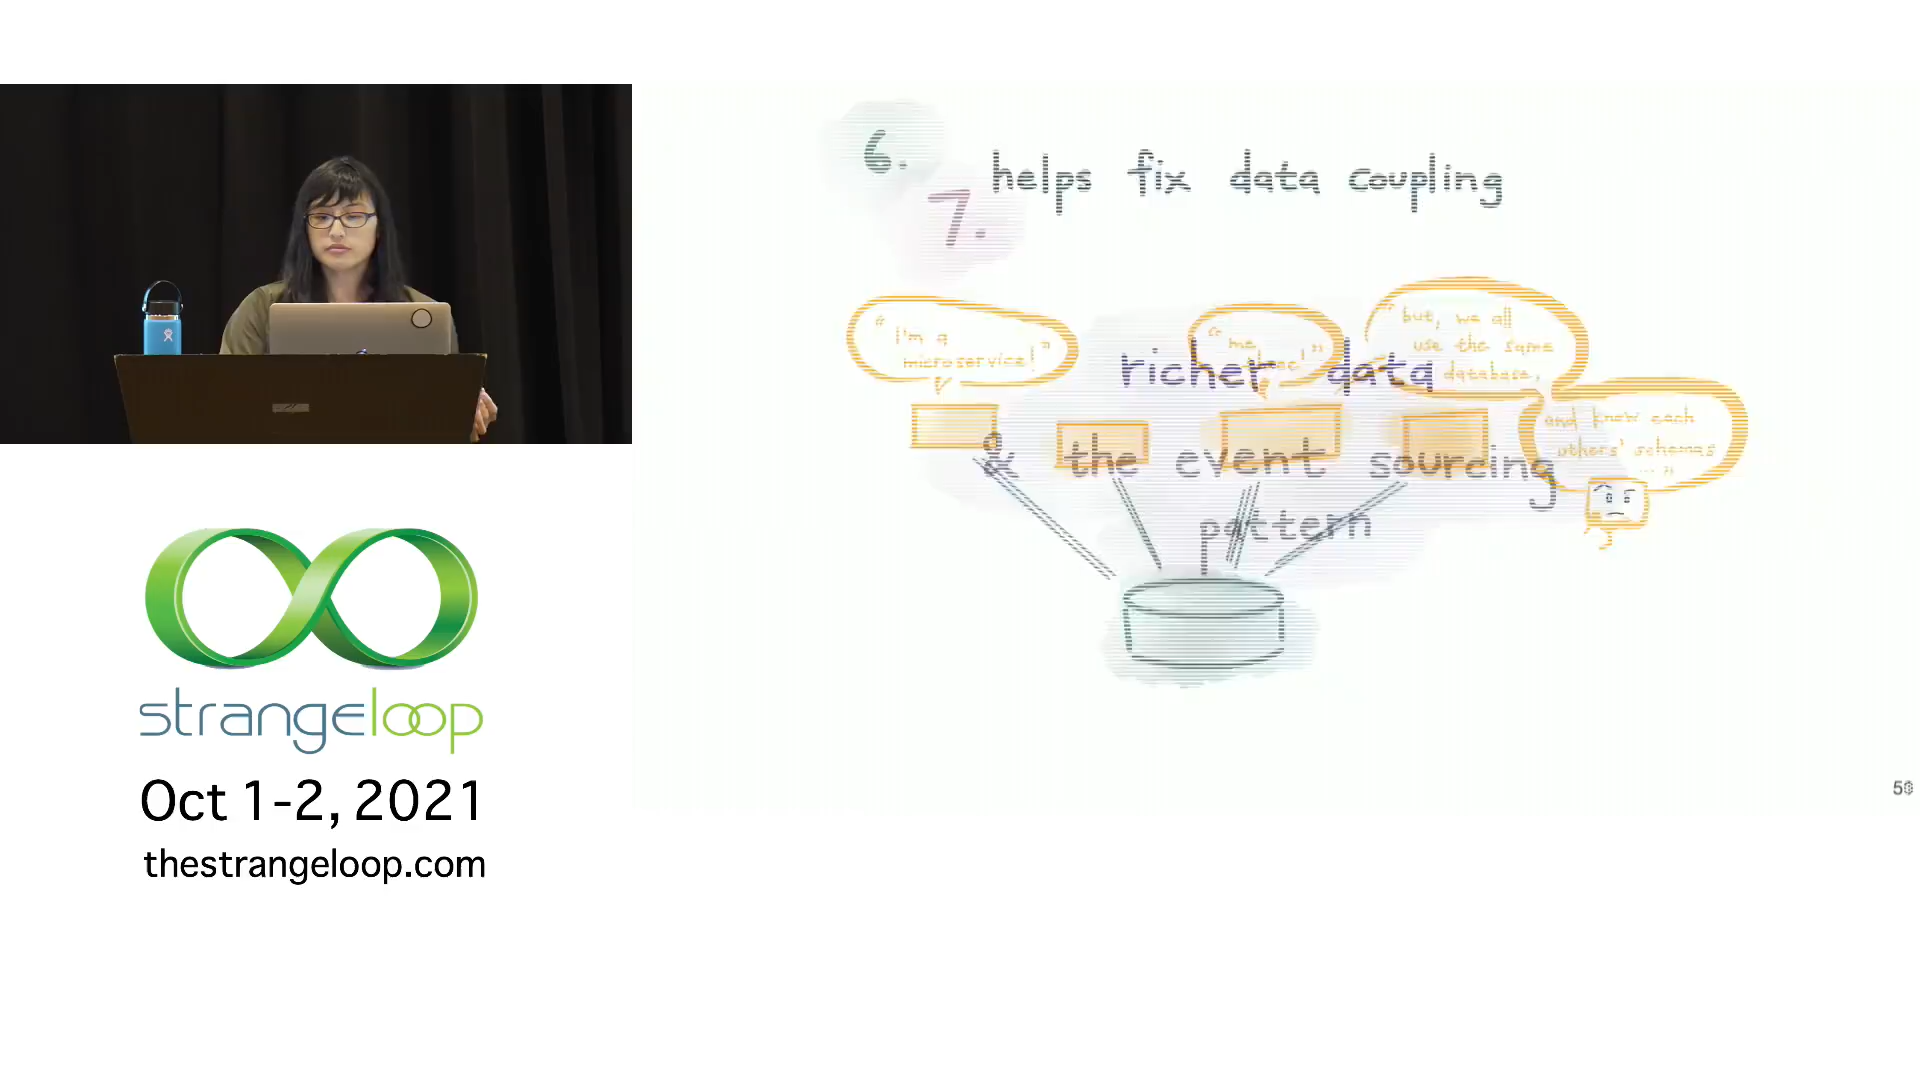 6.
helps fix data coupling
7.
"I'm a
microservice!"
"me
"but, we all
use the same
database,
and know each
others' schemas
..."
richer data
& the event sourcing
pattern
strangeloop
Oct 1-2, 2021
thestrangeloop.com